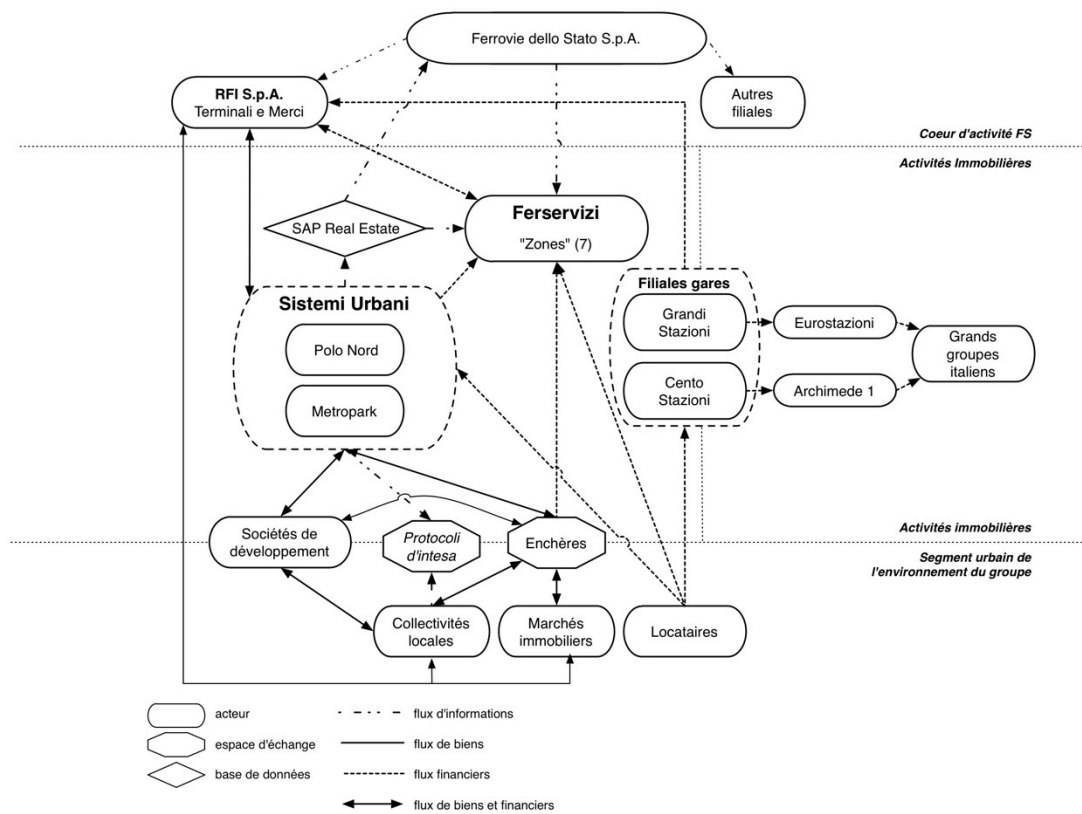 Ferrovie dello Stato S.p.A.
RFI S.p.A.
Terminali e Merci
Autres
filiales
Coeur d'activité FS
Activités Immobilières
Ferservizi
"Zones" (7)
SAP Real Estate
Sistemi Urbani
Polo Nord
Metropark
Filiales gares
Grandi
Stazioni
Cento
Stazioni
Eurostazioni
Archimede 1
Grands
groupes
italiens
Sociétés de
développement
Protocoli
d'intesa
Enchères
Activités immobilières
Segment urbain de
l'environnement du groupe
Collectivités
locales
Marchés
immobiliers
Locataires
acteur
espace d'échange
base de données
flux d'informations
flux de biens
flux financiers
flux de biens et financiers